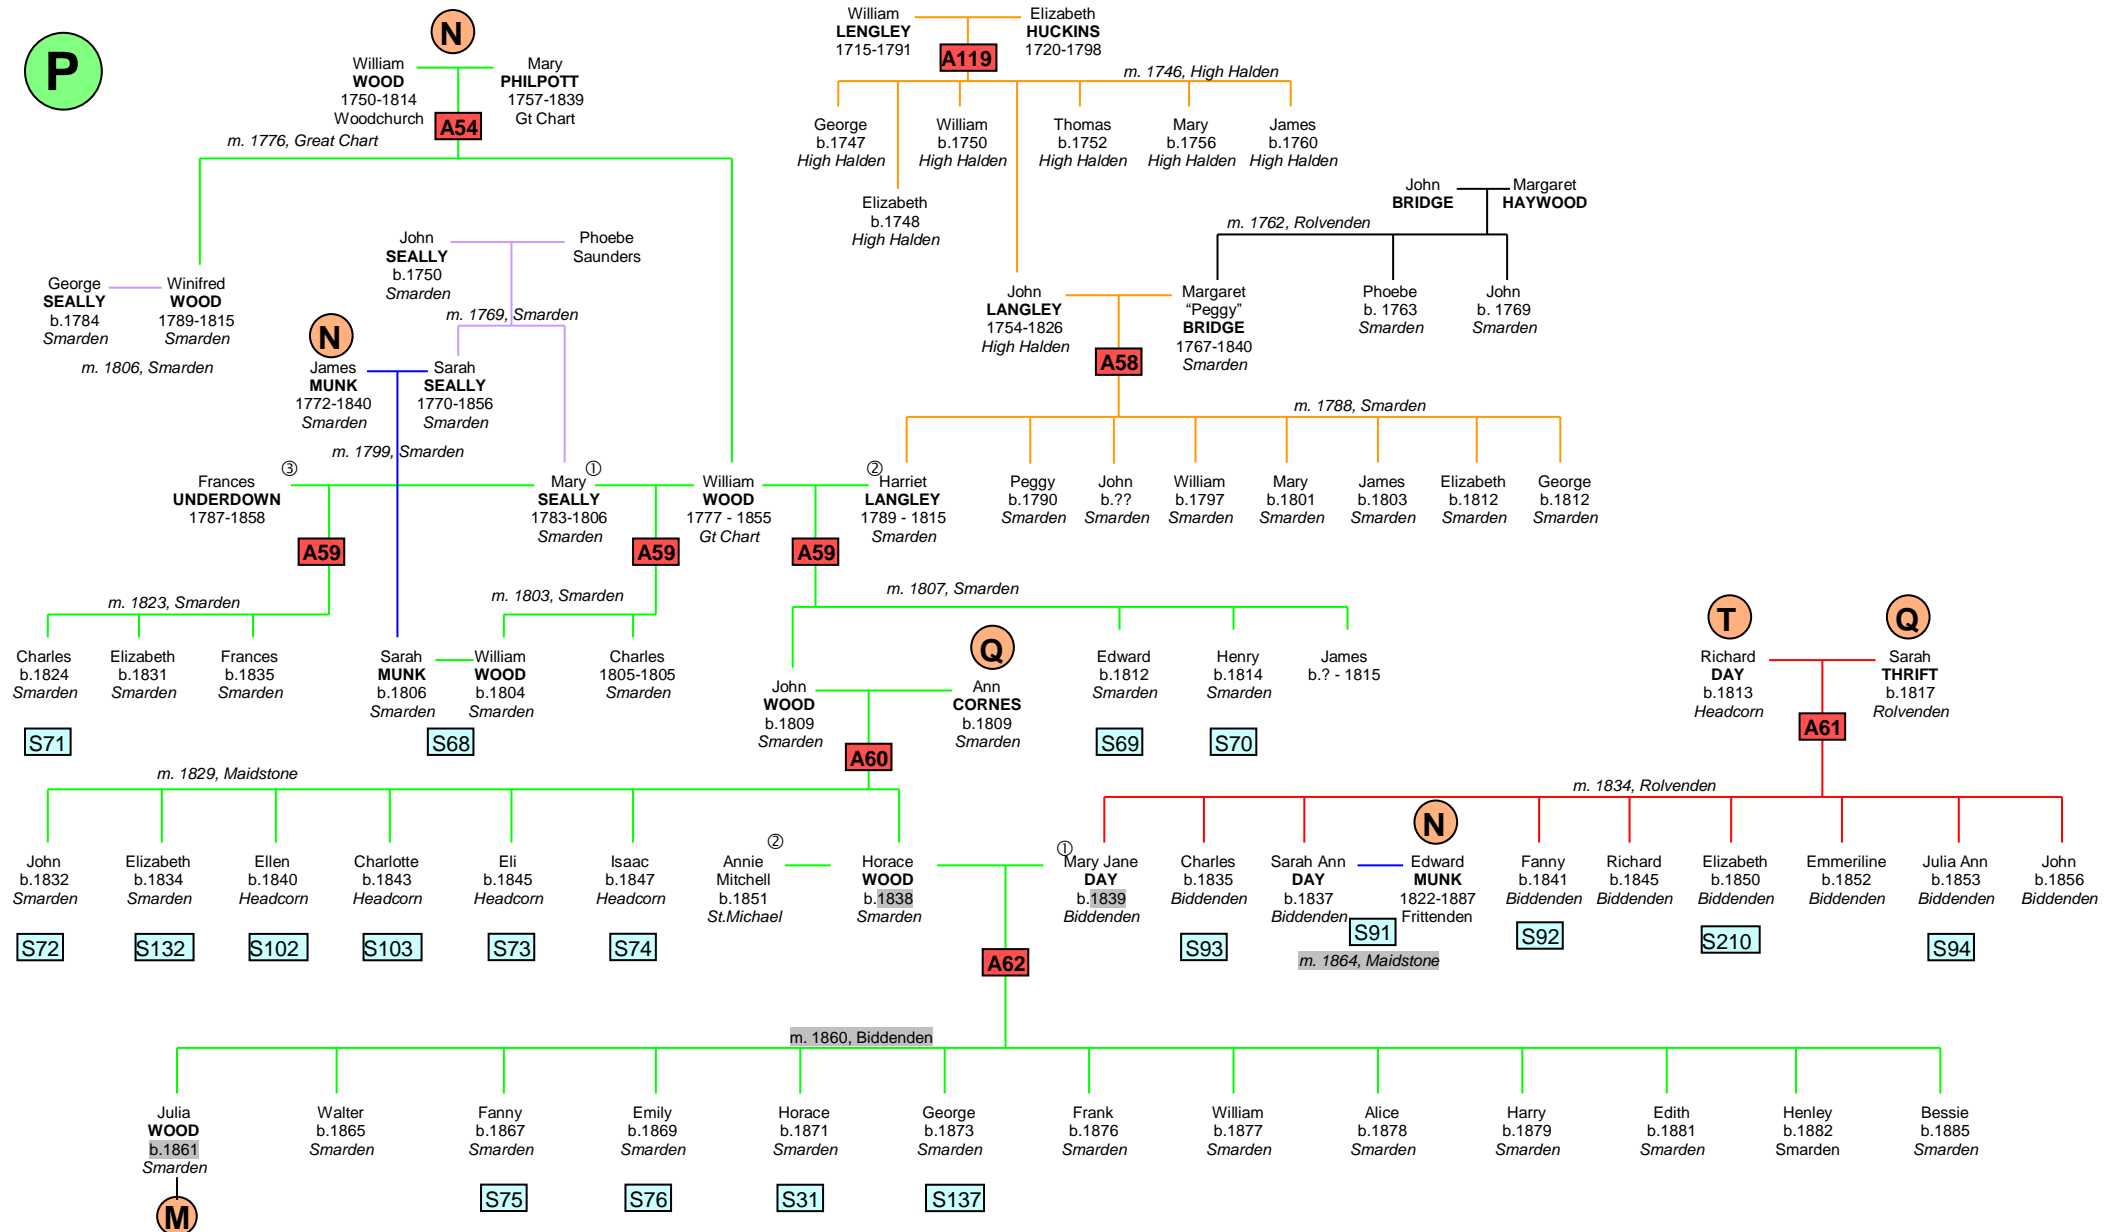 P
N
William
WOOD
1750-1814
Woodchurch
Mary
PHILPOTT
1757-1839
Gt Chart
A54
m. 1776, Great Chart
William
LENGLEY
1715-1791
Elizabeth
HUCKINS
1720-1798
A119
m. 1746, High Halden
George
b.1747
High Halden
Elizabeth
b.1748
High Halden
William
b.1750
High Halden
Thomas
b.1752
High Halden
Mary
b.1756
High Halden
James
b.1760
High Halden
John
BRIDGE
Margaret
HAYWOOD
m. 1762, Rolvenden
John
SEALLY
b.1750
Smarden
Phoebe
Saunders
m. 1769, Smarden
George
SEALLY
b.1784
Smarden
Winifred
WOOD
1789-1815
Smarden
m. 1806, Smarden
N
James
MUNK
1772-1840
Smarden
Sarah
SEALLY
1770-1856
Smarden
m. 1799, Smarden
John
LANGLEY
1754-1826
High Halden
Margaret
“Peggy”
BRIDGE
1767-1840
Smarden
A58
Phoebe
b. 1763
Smarden
John
b. 1769
Smarden
m. 1788, Smarden
③
Frances
UNDERDOWN
1787-1858
①
Mary
SEALLY
1783-1806
Smarden
William
WOOD
1777 - 1855
Gt Chart
②
Harriet
LANGLEY
1789 - 1815
Smarden
Peggy
b.1790
Smarden
John
b.??
Smarden
William
b.1797
Smarden
Mary
b.1801
Smarden
James
b.1803
Smarden
Elizabeth
b.1812
Smarden
George
b.1812
Smarden
A59
A59
A59
m. 1823, Smarden
m. 1803, Smarden
m. 1807, Smarden
Charles
b.1824
Smarden
S71
Elizabeth
b.1831
Smarden
Frances
b.1835
Smarden
Sarah
MUNK
b.1806
Smarden
William
WOOD
b.1804
Smarden
S68
Charles
1805-1805
Smarden
John
WOOD
b.1809
Smarden
Q
Ann
CORNES
b.1809
Smarden
A60
Edward
b.1812
Smarden
S69
Henry
b.1814
Smarden
S70
James
b.? - 1815
T
Richard
DAY
b.1813
Headcorn
Q
Sarah
THRIFT
b.1817
Rolvenden
A61
m. 1829, Maidstone
m. 1834, Rolvenden
John
b.1832
Smarden
S72
Elizabeth
b.1834
Smarden
S132
Ellen
b.1840
Headcorn
S102
Charlotte
b.1843
Headcorn
S103
Eli
b.1845
Headcorn
S73
Isaac
b.1847
Headcorn
S74
②
Annie
Mitchell
b.1851
St.Michael
Horace
WOOD
b.1838
Smarden
①
Mary Jane
DAY
b.1839
Biddenden
A62
Charles
b.1835
Biddenden
S93
Sarah Ann
DAY
b.1837
Biddenden
N
Edward
MUNK
1822-1887
Frittenden
S91
m. 1864, Maidstone
Fanny
b.1841
Biddenden
S92
Richard
b.1845
Biddenden
Elizabeth
b.1850
Biddenden
S210
Emmeriline
b.1852
Biddenden
Julia Ann
b.1853
Biddenden
S94
John
b.1856
Biddenden
m. 1860, Biddenden
Julia
WOOD
b.1861
Smarden
M
Walter
b.1865
Smarden
Fanny
b.1867
Smarden
S75
Emily
b.1869
Smarden
S76
Horace
b.1871
Smarden
S31
George
b.1873
Smarden
S137
Frank
b.1876
Smarden
William
b.1877
Smarden
Alice
b.1878
Smarden
Harry
b.1879
Smarden
Edith
b.1881
Smarden
Henley
b.1882
Smarden
Bessie
b.1885
Smarden